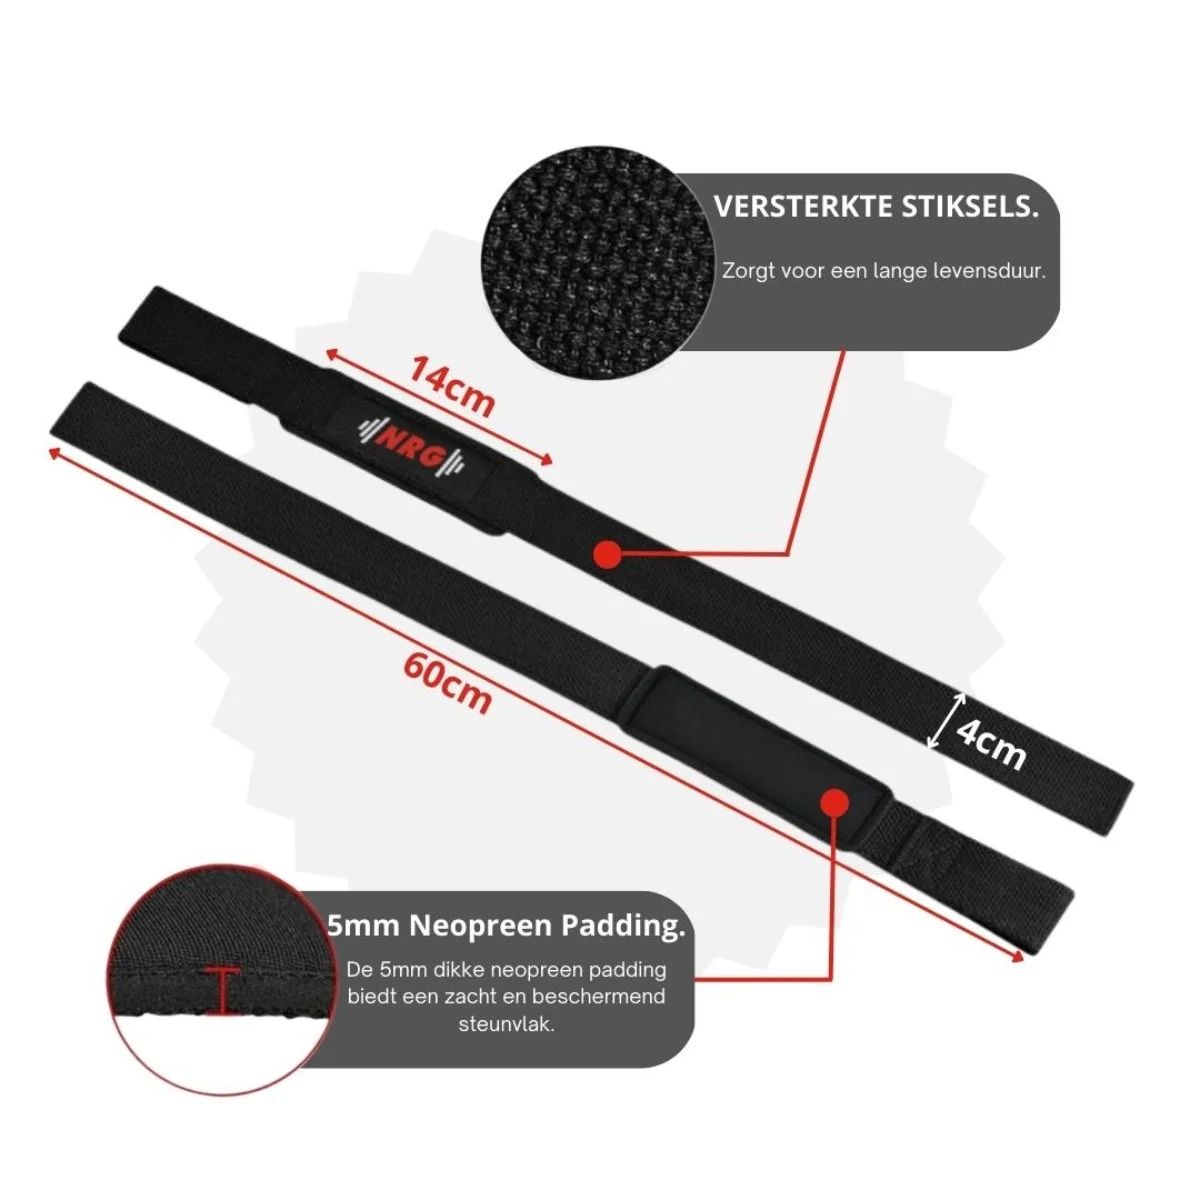 VERSTERKTE STIKSELS.
Zorgt voor een lange levensduur.
14cm
NRG
60cm
4cm
5mm Neopreen Padding.
De 5mm dikke neopreen padding
biedt een zacht en beschermend
steunvlak.